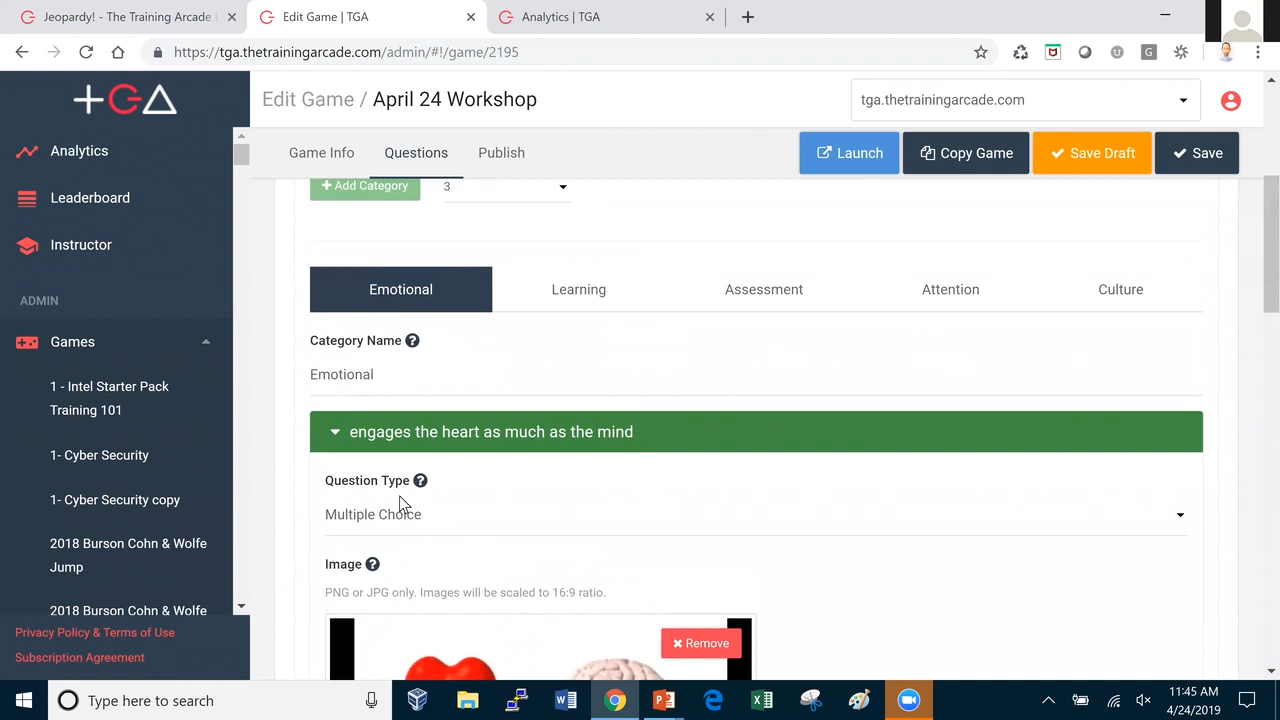 Jeopardy! - The Training Arcade
Edit Game | TGA
Analytics | TGA
https://tga.thetrainingarcade.com/admin/#!/game/2195
Edit Game / April 24 Workshop
tga.thetrainingarcade.com
Analytics
Leaderboard
Instructor
ADMIN
Games
1 - Intel Starter Pack
Training 101
1- Cyber Security
1- Cyber Security copy
2018 Burson Cohn & Wolfe
Jump
2018 Burson Cohn & Wolfe
Privacy Policy & Terms of Use
Subscription Agreement
Game Info Questions Publish
Launch Copy Game Save Draft Save
Add Category 3
Emotional Learning Assessment Attention Culture
Category Name
Emotional
engages the heart as much as the mind
Question Type
Multiple Choice
Image
PNG or JPG only. Images will be scaled to 16:9 ratio.
Remove
Type here to search
11:45 AM
4/24/2019